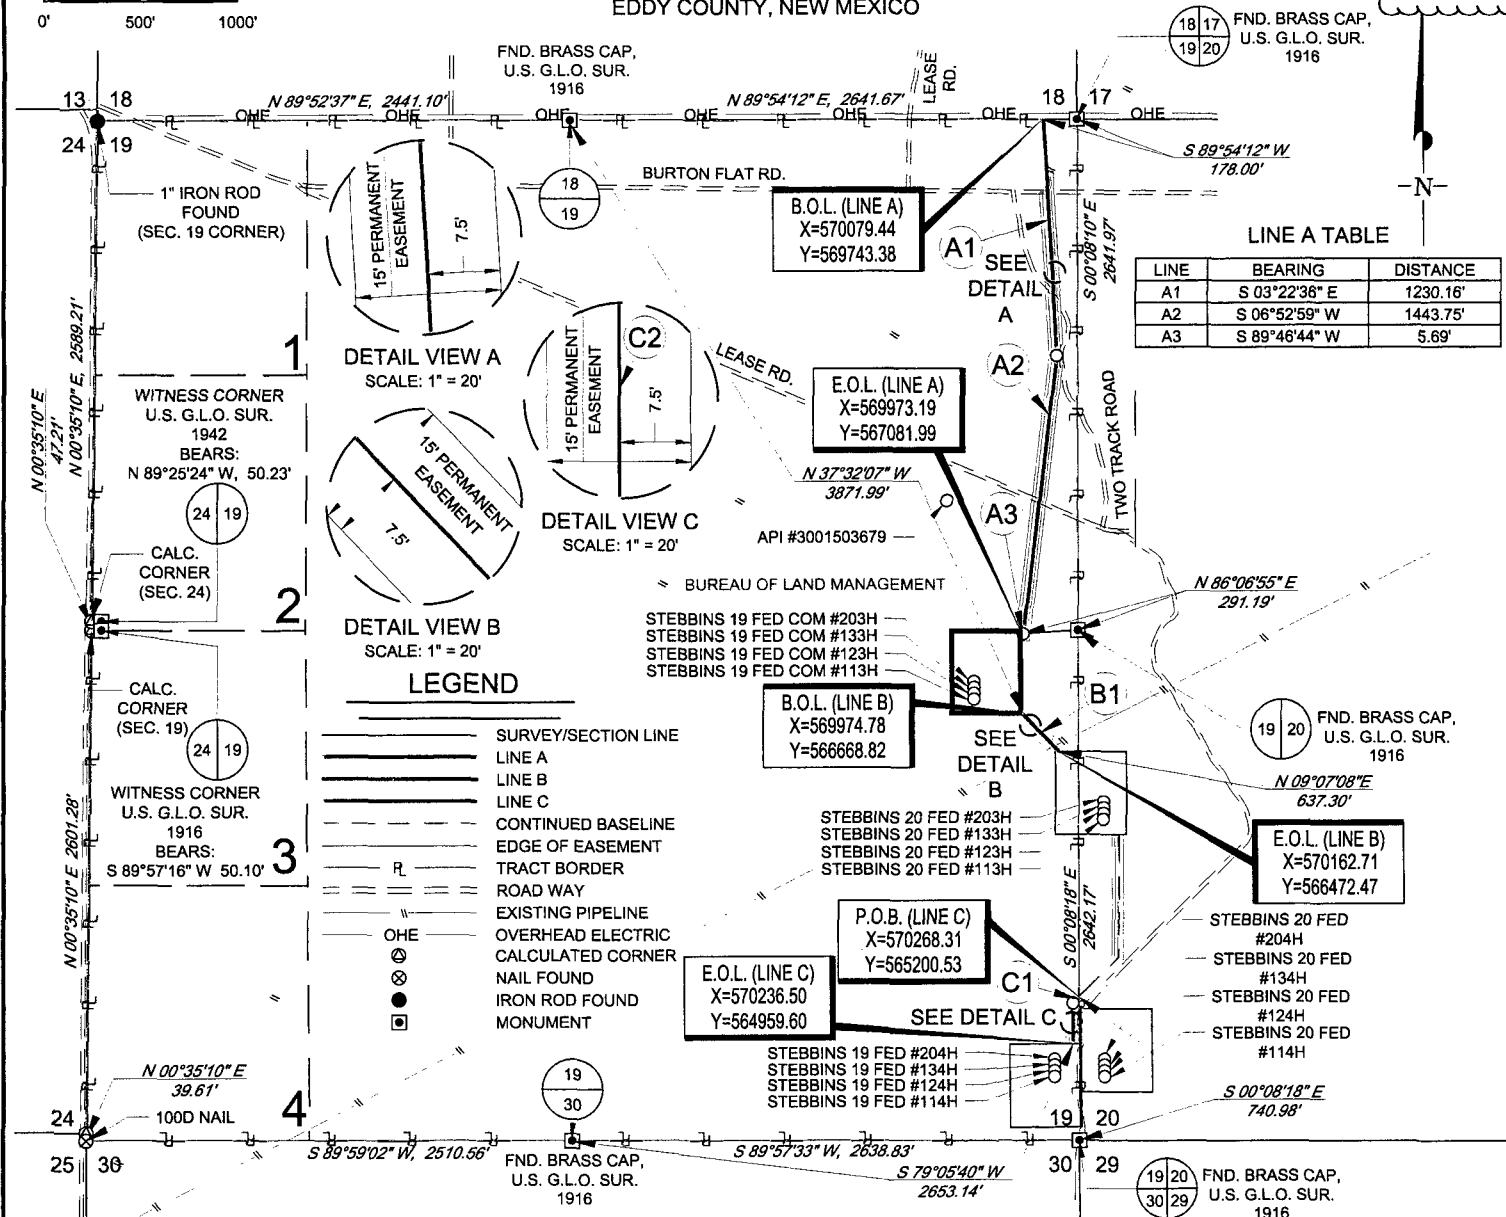 EDDY COUNTY, NEW MEXICO
0' 500' 1000'
FND. BRASS CAP,
U.S. G.L.O. SUR.
1916
18 17
19 20
FND. BRASS CAP,
U.S. G.L.O. SUR.
1916
13 18
24 19
N 89°52'37" E, 2441.10'
N 89°54'12" E, 2641.67'
OHE OHE OHE OHE OHE OHE OHE
LEASE
RD.
18 17
S 89°54'12" W
178.00'
-N-
1" IRON ROD
FOUND
(SEC. 19 CORNER)
18
19
BURTON FLAT RD.
15' PERMANENT
EASEMENT
7.5'
DETAIL VIEW A
SCALE: 1" = 20'
B.O.L. (LINE A)
X=570079.44
Y=569743.38
A1
SEE
DETAIL
A
S 00°08'10" E
2641.97'
LINE A TABLE
LINE BEARING DISTANCE
A1 S 03°22'36" E 1230.16'
A2 S 06°52'59" W 1443.75'
A3 S 89°46'44" W 5.69'
N 00°35'10" E, 2589.21'
1
WITNESS CORNER
U.S. G.L.O. SUR.
1942
BEARS:
N 89°25'24" W, 50.23'
24 19
N 00°35'10" E
47.21'
CALC.
CORNER
(SEC. 24)
2
15' PERMANENT
EASEMENT
7.5'
C2
DETAIL VIEW C
SCALE: 1" = 20'
15' PERMANENT
EASEMENT
7.5'
DETAIL VIEW B
SCALE: 1" = 20'
LEASE RD.
E.O.L. (LINE A)
X=569973.19
Y=567081.99
A2
TWO TRACK ROAD
N 37°32'07" W
3871.99'
A3
API #3001503679
BUREAU OF LAND MANAGEMENT
N 86°06'55" E
291.19'
STEBBINS 19 FED COM #203H
STEBBINS 19 FED COM #133H
STEBBINS 19 FED COM #123H
STEBBINS 19 FED COM #113H
B.O.L. (LINE B)
X=569974.78
Y=566668.82
B1
SEE
DETAIL
B
19 20
FND. BRASS CAP,
U.S. G.L.O. SUR.
1916
N 09°07'08"E
637.30'
CALC.
CORNER
(SEC. 19)
24 19
WITNESS CORNER
U.S. G.L.O. SUR.
1916
BEARS:
S 89°57'16" W 50.10'
3
N 00°35'10" E 2601.28'
LEGEND
SURVEY/SECTION LINE
LINE A
LINE B
LINE C
CONTINUED BASELINE
EDGE OF EASEMENT
PL TRACT BORDER
ROAD WAY
EXISTING PIPELINE
OHE OVERHEAD ELECTRIC
CALCULATED CORNER
NAIL FOUND
IRON ROD FOUND
MONUMENT
STEBBINS 20 FED #203H
STEBBINS 20 FED #133H
STEBBINS 20 FED #123H
STEBBINS 20 FED #113H
E.O.L. (LINE B)
X=570162.71
Y=566472.47
S 00°08'18" E
2642.17'
P.O.B. (LINE C)
X=570268.31
Y=565200.53
E.O.L. (LINE C)
X=570236.50
Y=564959.60
C1
SEE DETAIL C
STEBBINS 20 FED
#204H
STEBBINS 20 FED
#134H
STEBBINS 20 FED
#124H
STEBBINS 20 FED
#114H
STEBBINS 19 FED #204H
STEBBINS 19 FED #134H
STEBBINS 19 FED #124H
STEBBINS 19 FED #114H
N 00°35'10" E
39.61'
24
100D NAIL
4
19
30
25 30
S 89°59'02" W, 2510.56'
FND. BRASS CAP,
U.S. G.L.O. SUR.
1916
S 89°57'33" W, 2638.83'
S 79°05'40" W
2653.14'
19 20
30 29
S 00°08'18" E
740.98'
19 20
30 29
FND. BRASS CAP,
U.S. G.L.O. SUR.
1916